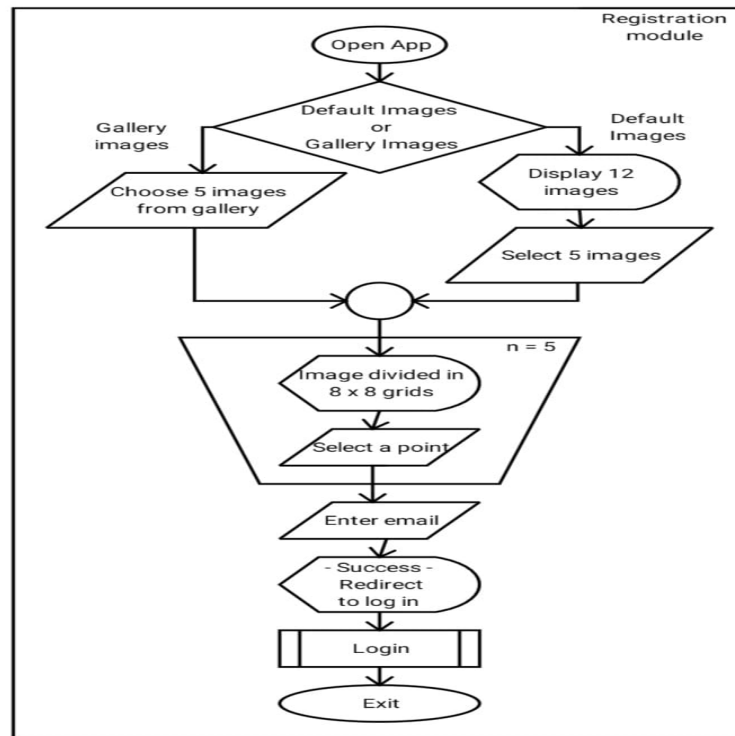 Registration
module
Open App
Default Images
or
Gallery Images
Gallery
images
Default
Images
Choose 5 images
from gallery
Display 12
images
Select 5 images
n = 5
Image divided in
8 x 8 grids
Select a point
Enter email
- Success -
Redirect
to log in
Login
Exit